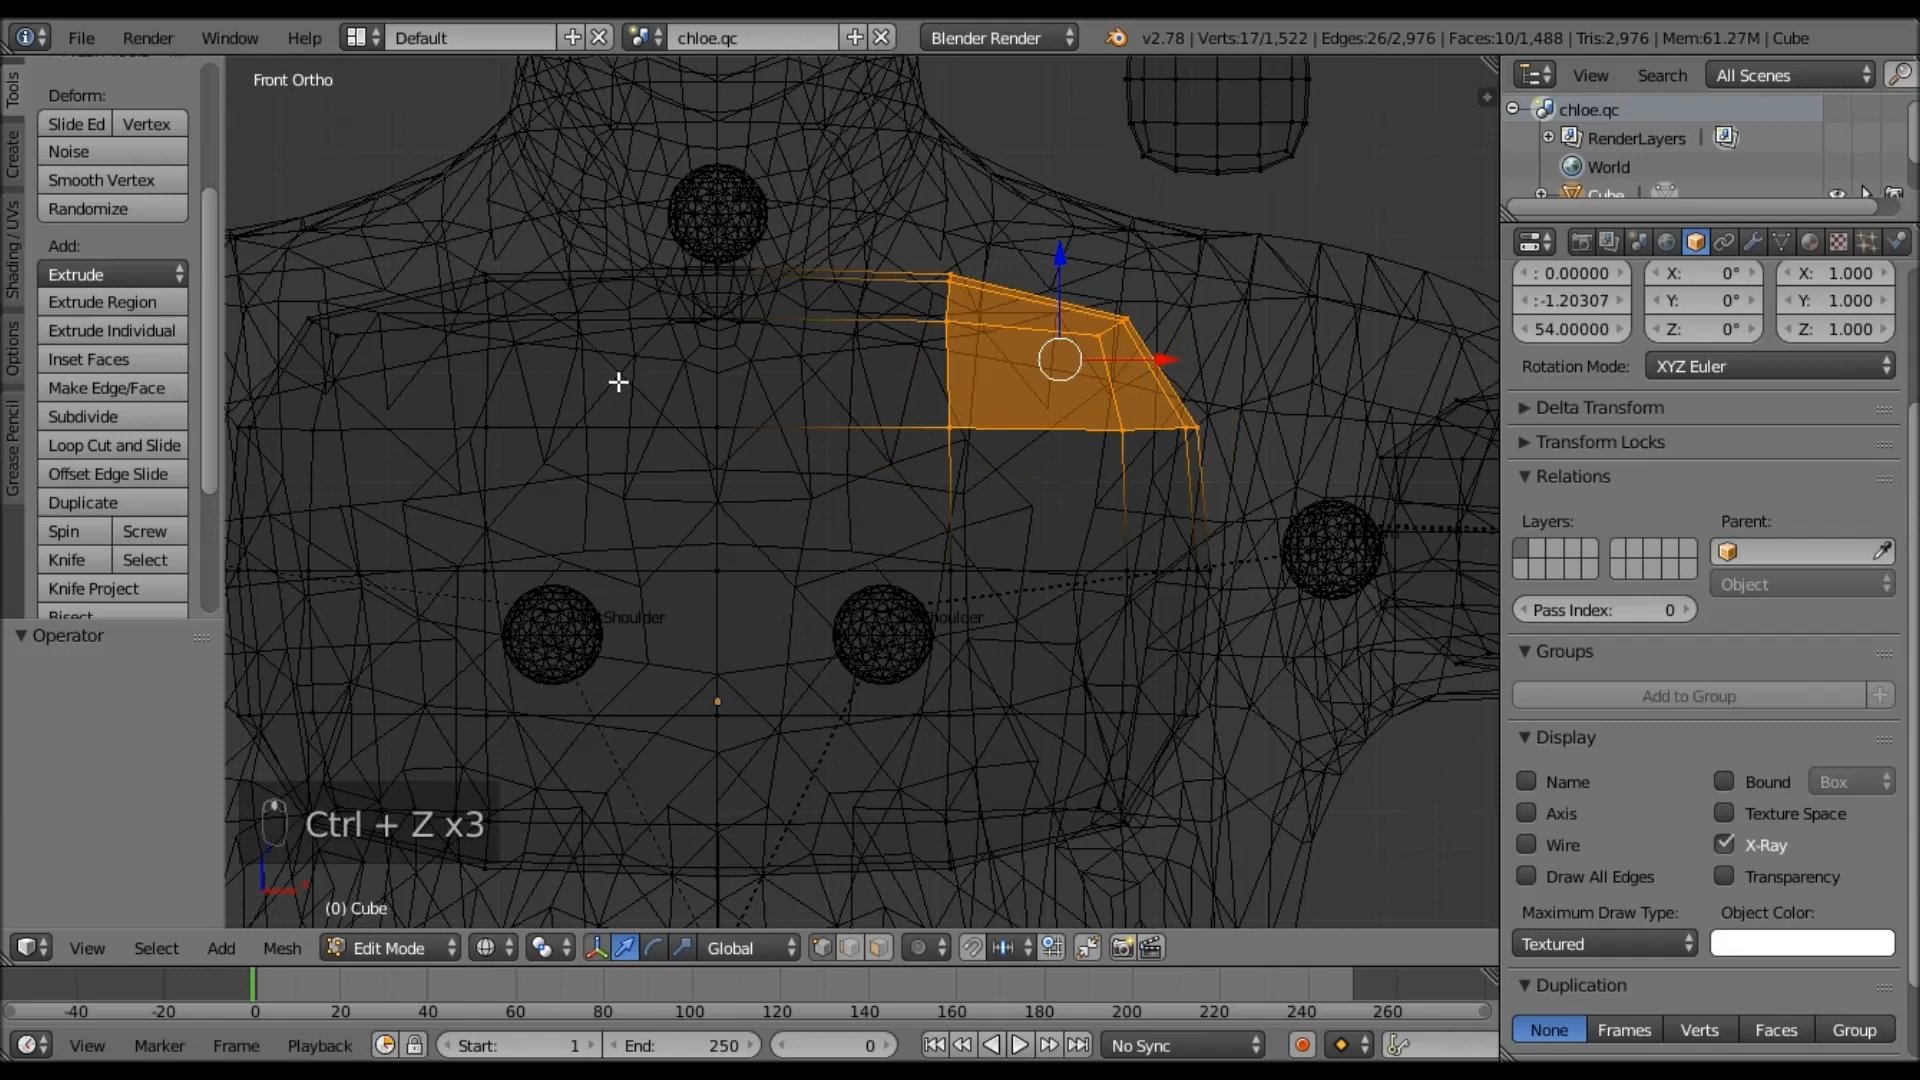 File Render Window Help Default chloe.qc Blender Render v2.78 | Verts:17/1,522 | Edges:26/2,976 | Faces:10/1,488 | Tris:2,976 | Mem:61.27M | Cube
Tools
Create
Shading / UVs
Options
Grease Pencil
Deform:
Slide Ed Vertex
Noise
Smooth Vertex
Randomize
Add:
Extrude
Extrude Region
Extrude Individual
Inset Faces
Make Edge/Face
Subdivide
Loop Cut and Slide
Offset Edge Slide
Duplicate
Spin Screw
Knife Select
Knife Project
Bisect
Operator
Front Ortho
Ctrl + Z x3
(0) Cube
View Select Add Mesh Edit Mode Global
-40 -20 0 20 40 60 80 100 120 140 160 180 200 220 240 260
View Marker Frame Playback Start: 1 End: 250 0 No Sync
View Search All Scenes
chloe.qc
RenderLayers |
World
Cube |
: 0.00000 X: 0° X: 1.000
:-1.20307 Y: 0° Y: 1.000
54.00000 Z: 0° Z: 1.000
Rotation Mode: XYZ Euler
Delta Transform
Transform Locks
Relations
Layers: Parent:
Object
Pass Index: 0
Groups
Add to Group
Display
Name Bound Box
Axis Texture Space
Wire X-Ray
Draw All Edges Transparency
Maximum Draw Type: Object Color:
Textured
Duplication
None Frames Verts Faces Group